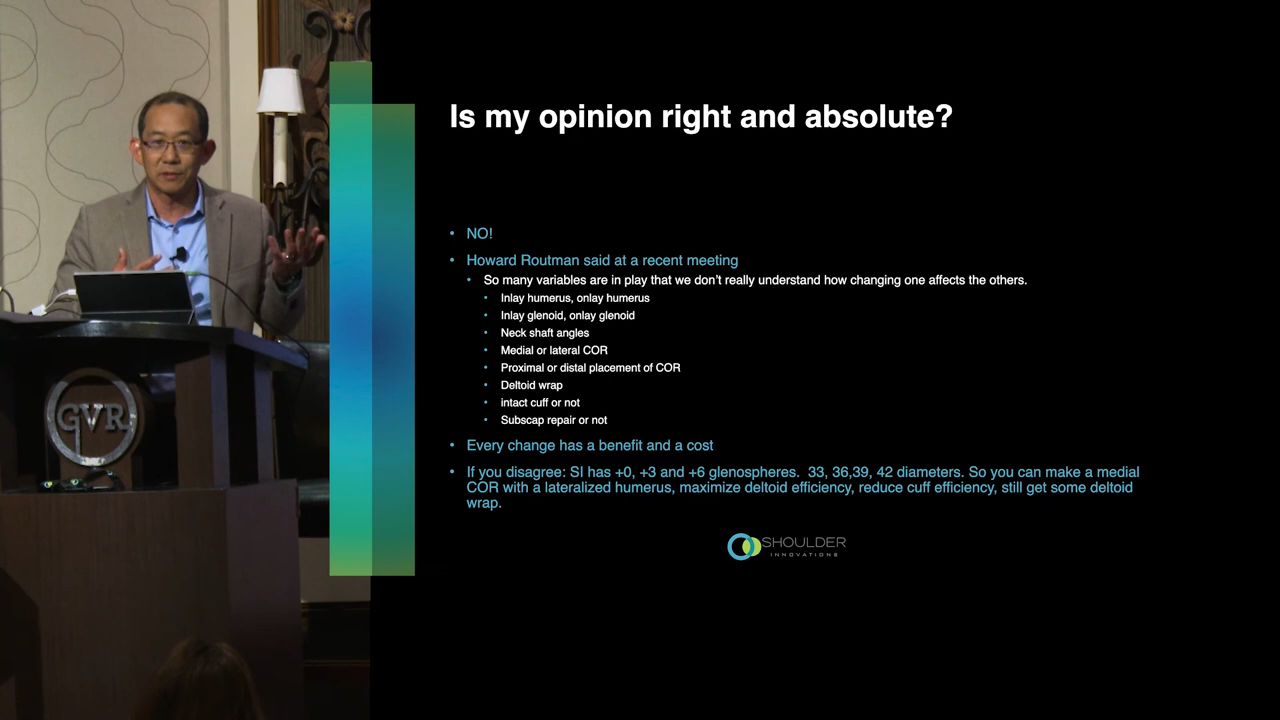 Is my opinion right and absolute?
• NO!
• Howard Routman said at a recent meeting
• So many variables are in play that we don't really understand how changing one affects the others.
• Inlay humerus, onlay humerus
• Inlay glenoid, onlay glenoid
• Neck shaft angles
• Medial or lateral COR
• Proximal or distal placement of COR
• Deltoid wrap
• intact cuff or not
• Subscap repair or not
• Every change has a benefit and a cost
• If you disagree: SI has +0, +3 and +6 glenospheres.  33, 36,39, 42 diameters. So you can make a medial
COR with a lateralized humerus, maximize deltoid efficiency, reduce cuff efficiency, still get some deltoid
wrap.
SHOULDER
INNOVATIONS
GVR